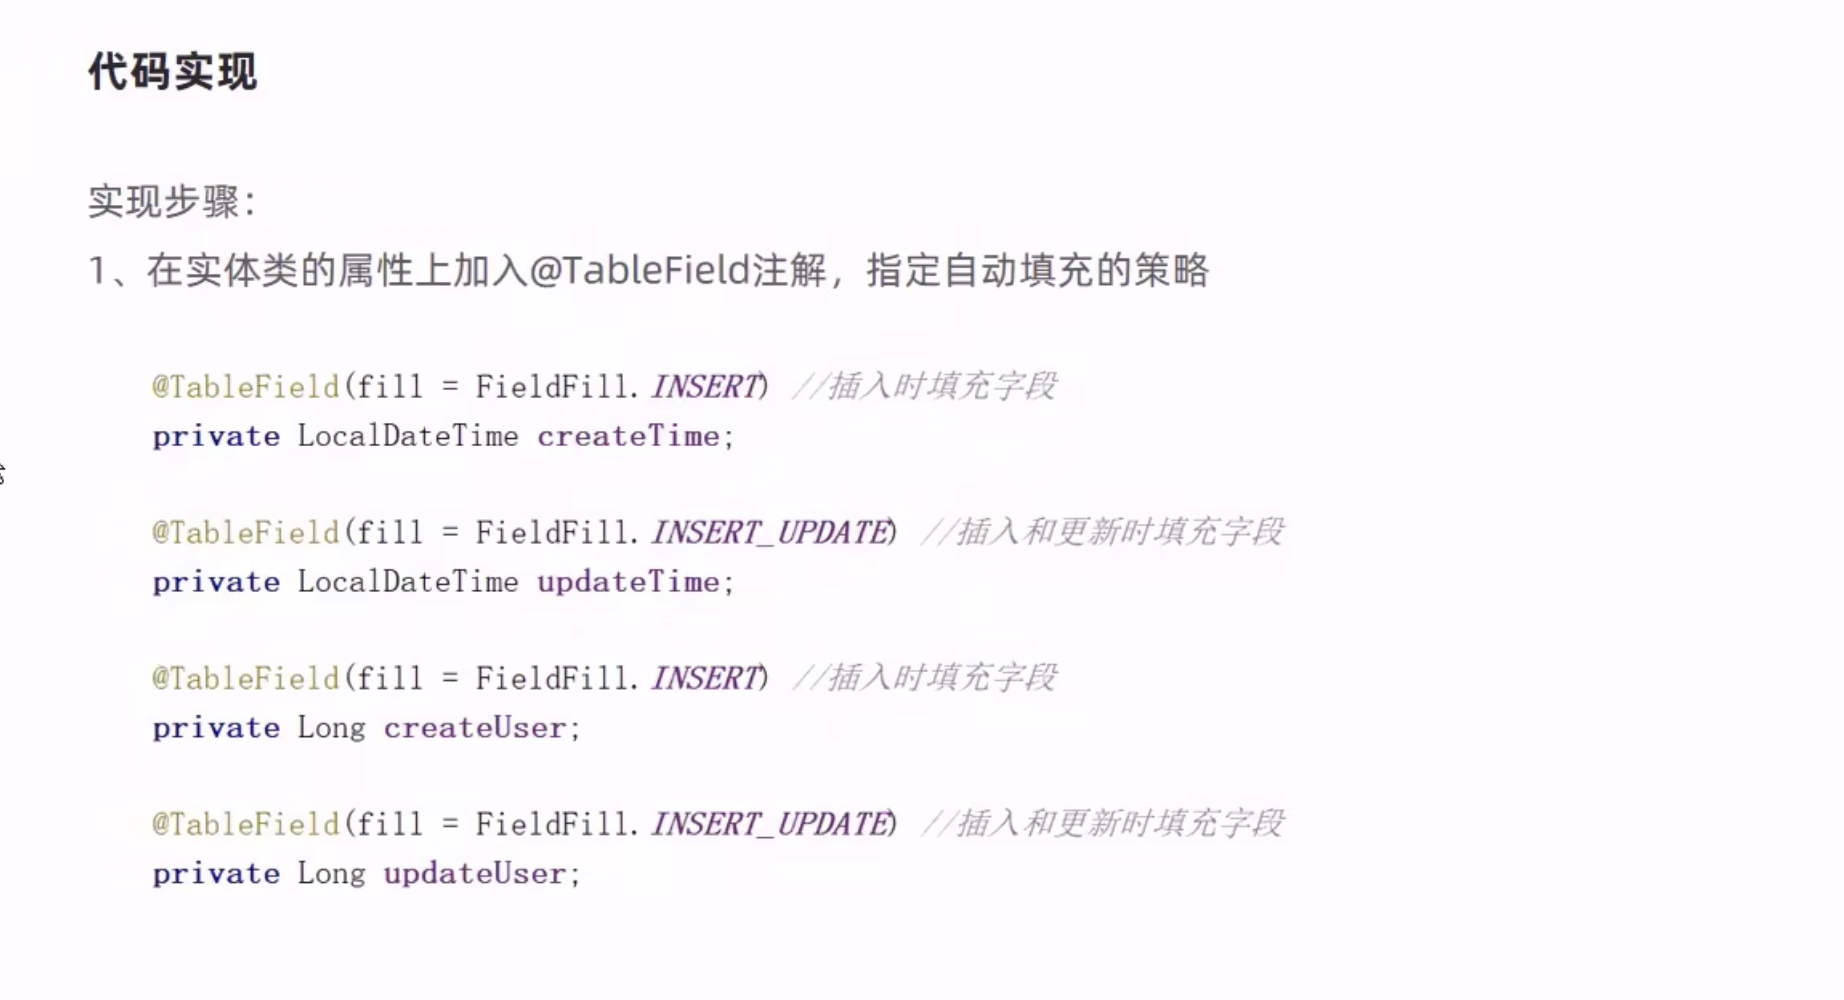 代码实现
实现步骤：
1、在实体类的属性上加入@TableField注解，指定自动填充的策略
@TableField(fill = FieldFill.INSERT) //插入时填充字段
private LocalDateTime createTime;
@TableField(fill = FieldFill.INSERT_UPDATE) //插入和更新时填充字段
private LocalDateTime updateTime;
@TableField(fill = FieldFill.INSERT) //插入时填充字段
private Long createUser;
@TableField(fill = FieldFill.INSERT_UPDATE) //插入和更新时填充字段
private Long updateUser;